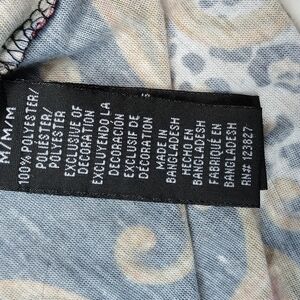 M/M/M
100% POLYESTER/
POLIÉSTER/
POLYESTER
EXCLUSIVE OF
DECORATION
EXCLUYENDO LA
DECORACIÓN
EXCLUSIF DE
DÉCORATION
MADE IN
BANGLADESH
HECHO EN
BANGLADESH
FABRIQUÉ EN
BANGLADESH
RN# 123827